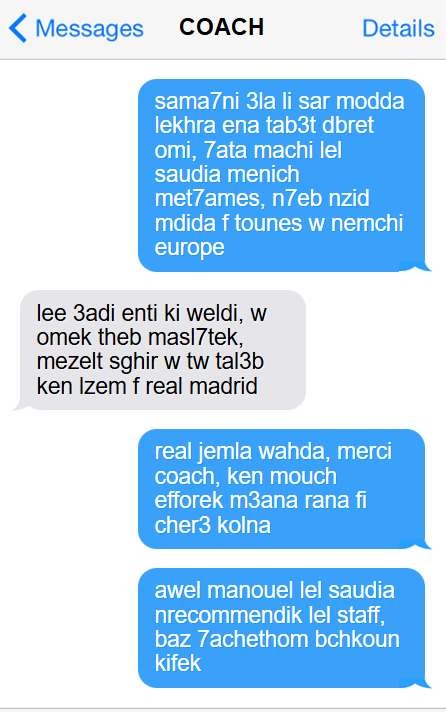 Messages COACH Details
sama7ni 3la li sar modda
lekhra ena tab3t dbret
omi, 7ata machi lel
saudia menich
met7ames, n7eb nzid
mdida f tounes w nemchi
europe
lee 3adi enti ki weldi, w
omek theb masl7tek,
mezelt sghir w tw tal3b
ken lzem f real madrid
real jemla wahda, merci
coach, ken mouch
efforek m3ana rana fi
cher3 kolna
awel manouel lel saudia
nrecommendik lel staff,
baz 7achethom bchkoun
kifek